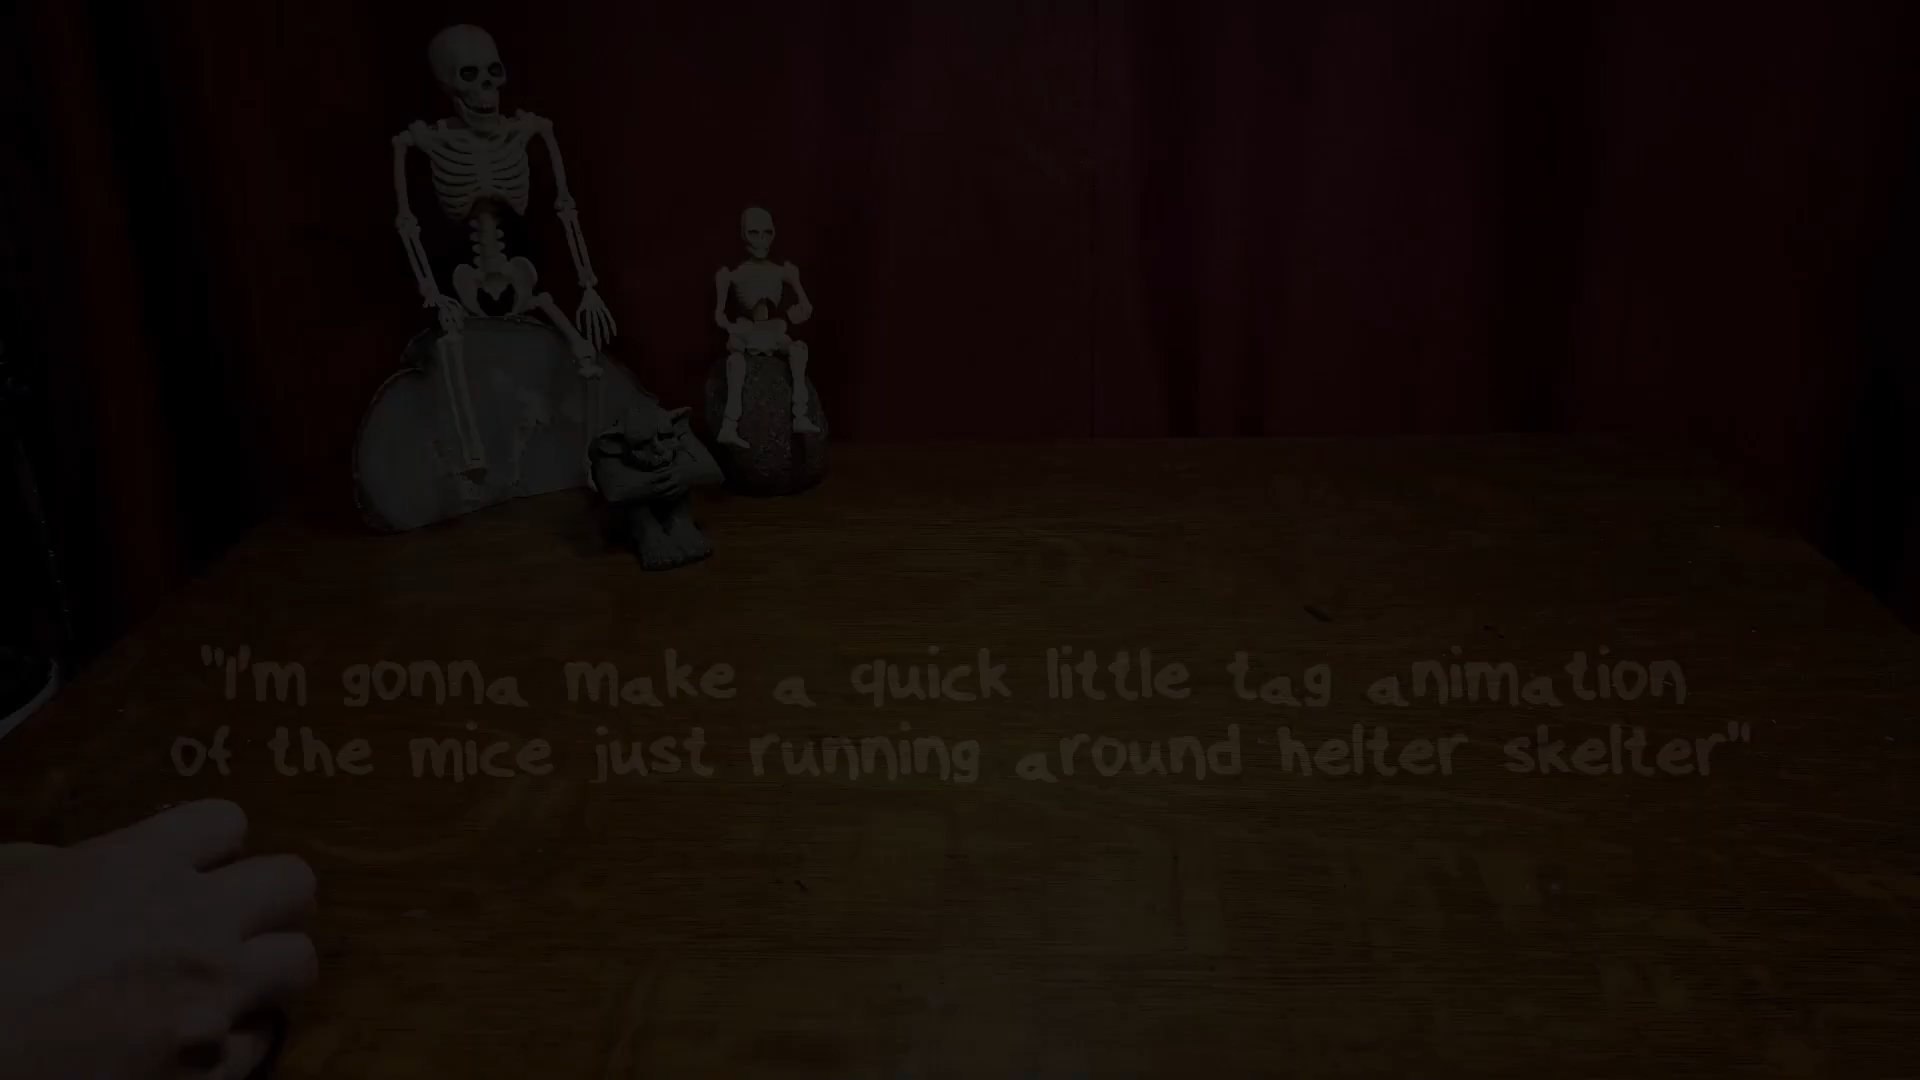 "I'm gonna make a quick little tag animation
of the mice just running around helter skelter"